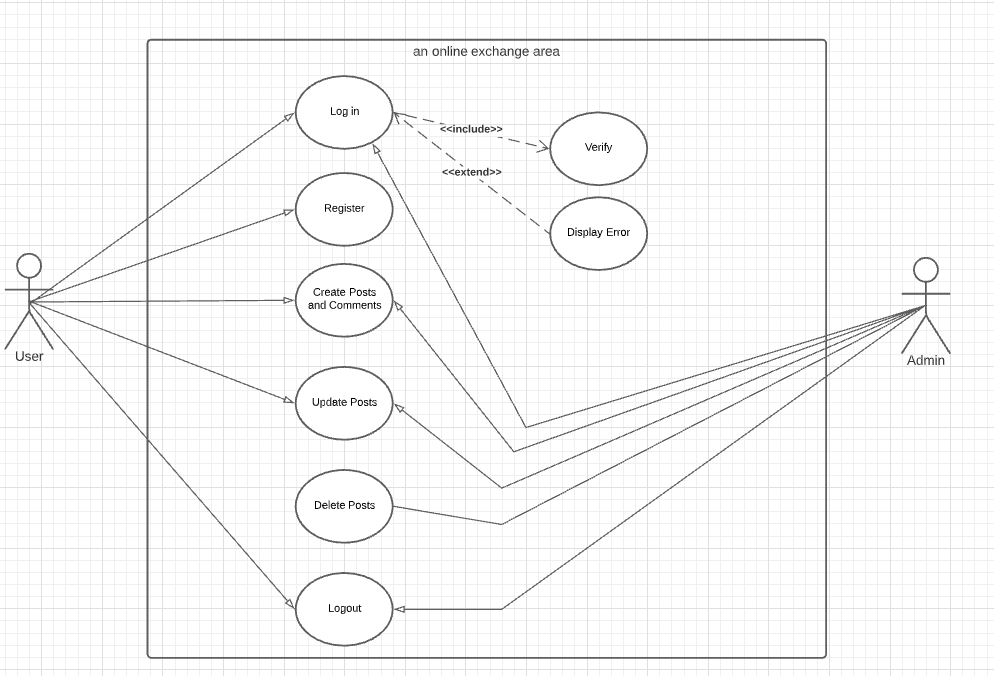 an online exchange area
Log in
<<include>>
Verify
<<extend>>
Register
Display Error
Create Posts
and Comments
User
Admin
Update Posts
Delete Posts
Logout